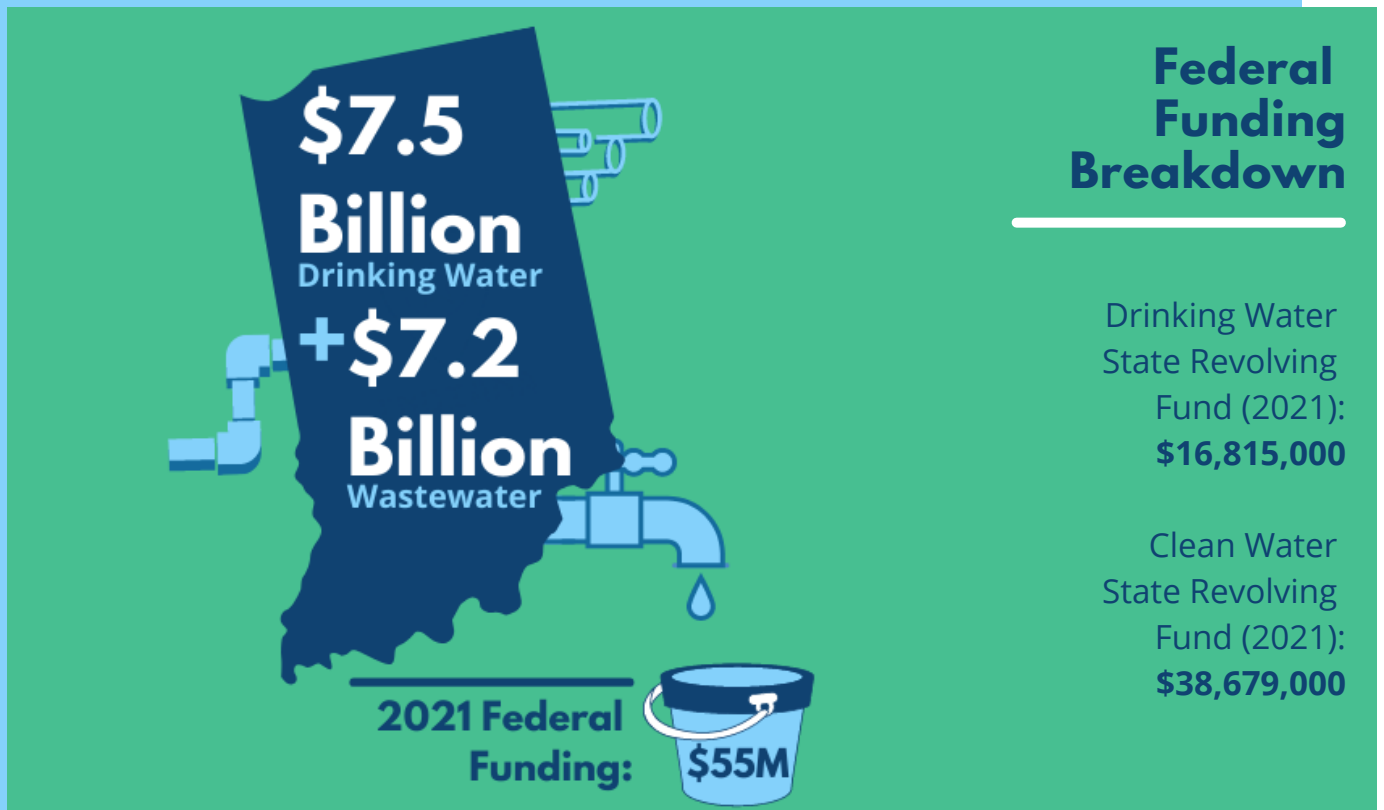 $7.5
Billion
Drinking Water
+$7.2
Billion
Wastewater
2021 Federal
Funding:
$55M
Federal
Funding
Breakdown
Drinking Water
State Revolving
Fund (2021):
$16,815,000
Clean Water
State Revolving
Fund (2021):
$38,679,000